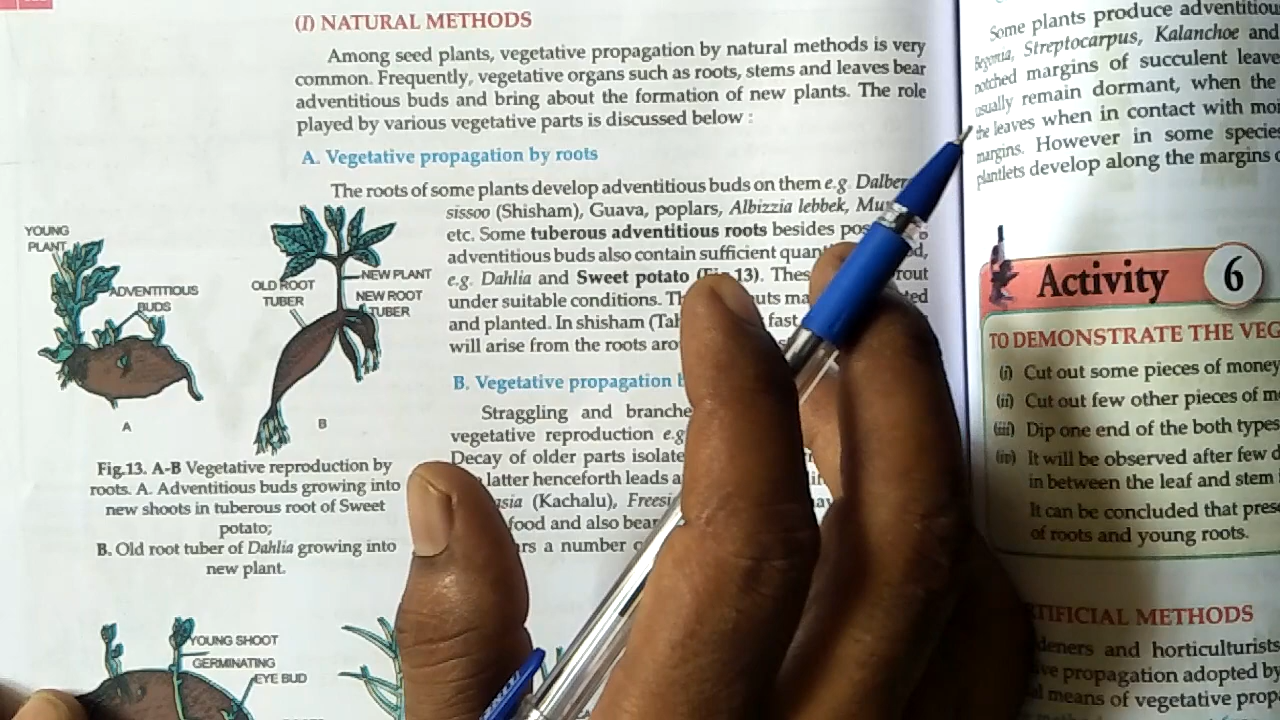 (I) NATURAL METHODS
Among seed plants, vegetative propagation by natural methods is very
common. Frequently, vegetative organs such as roots, stems and leaves bear
adventitious buds and bring about the formation of new plants. The role
played by various vegetative parts is discussed below :
A. Vegetative propagation by roots
The roots of some plants develop adventitious buds on them e.g. Dalber
sissoo (Shisham), Guava, poplars, Albizzia lebbek, Mu
etc. Some tuberous adventitious roots besides pos
adventitious buds also contain sufficient quan
e.g. Dahlia and Sweet potato (Fig.13). Thes rout
under suitable conditions. Th uts ma ted
and planted. In shisham (Tah fast
will arise from the roots aro
YOUNG
PLANT
ADVENTITIOUS
BUDS
A
OLD ROOT
TUBER
NEW PLANT
NEW ROOT
TUBER
B
Fig.13. A-B Vegetative reproduction by
roots. A. Adventitious buds growing into
new shoots in tuberous root of Sweet
potato;
B. Old root tuber of Dahlia growing into
new plant.
B. Vegetative propagation b
Straggling and branche
vegetative reproduction e.g
Decay of older parts isolate
latter henceforth leads a
asia (Kachalu), Freesi
food and also bear
rs a number o
YOUNG SHOOT
GERMINATING
EYE BUD
Some plants produce adventitiou
Begonia, Streptocarpus, Kalanchoe and
notched margins of succulent leave
usually remain dormant, when the
the leaves when in contact with moi
margins. However in some specie
plantlets develop along the margins o
Activity 6
TO DEMONSTRATE THE VEG
(i) Cut out some pieces of money
(ii) Cut out few other pieces of m
(iii) Dip one end of the both types
(iv) It will be observed after few d
in between the leaf and stem
It can be concluded that pres
of roots and young roots.
TIFICIAL METHODS
deners and horticulturists
ve propagation adopted by
l means of vegetative prop